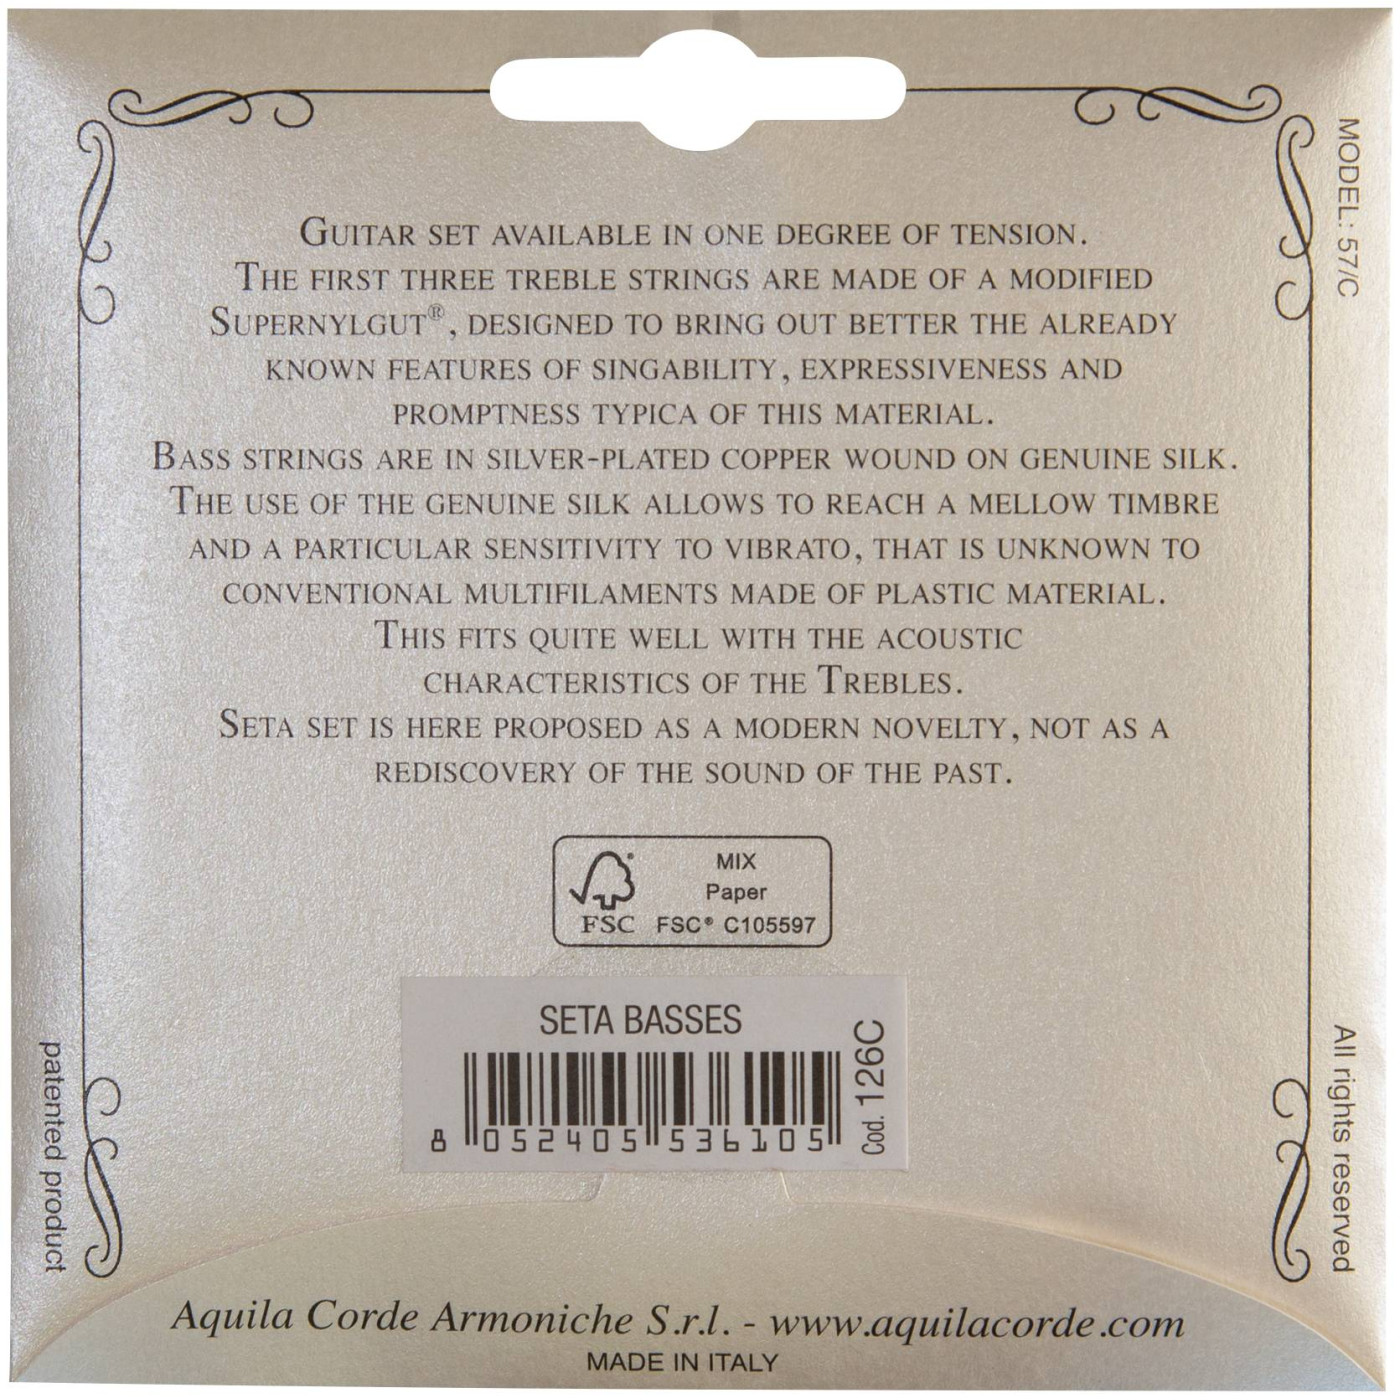 GUITAR SET AVAILABLE IN ONE DEGREE OF TENSION.
THE FIRST THREE TREBLE STRINGS ARE MADE OF A MODIFIED
SUPERNYLGUT®, DESIGNED TO BRING OUT BETTER THE ALREADY
KNOWN FEATURES OF SINGABILITY, EXPRESSIVENESS AND
PROMPTNESS TYPICA OF THIS MATERIAL.
BASS STRINGS ARE IN SILVER-PLATED COPPER WOUND ON GENUINE SILK.
THE USE OF THE GENUINE SILK ALLOWS TO REACH A MELLOW TIMBRE
AND A PARTICULAR SENSITIVITY TO VIBRATO, THAT IS UNKNOWN TO
CONVENTIONAL MULTIFILAMENTS MADE OF PLASTIC MATERIAL.
THIS FITS QUITE WELL WITH THE ACOUSTIC
CHARACTERISTICS OF THE TREBLES.
SETA SET IS HERE PROPOSED AS A MODERN NOVELTY, NOT AS A
REDISCOVERY OF THE SOUND OF THE PAST.
MODEL: 57/C
FSC
MIX
Paper
FSC® C105597
SETA BASSES
8 052405 536105
Cod. 126C
patented product
All rights reserved
Aquila Corde Armoniche S.r.l. - www.aquilacorde.com
MADE IN ITALY